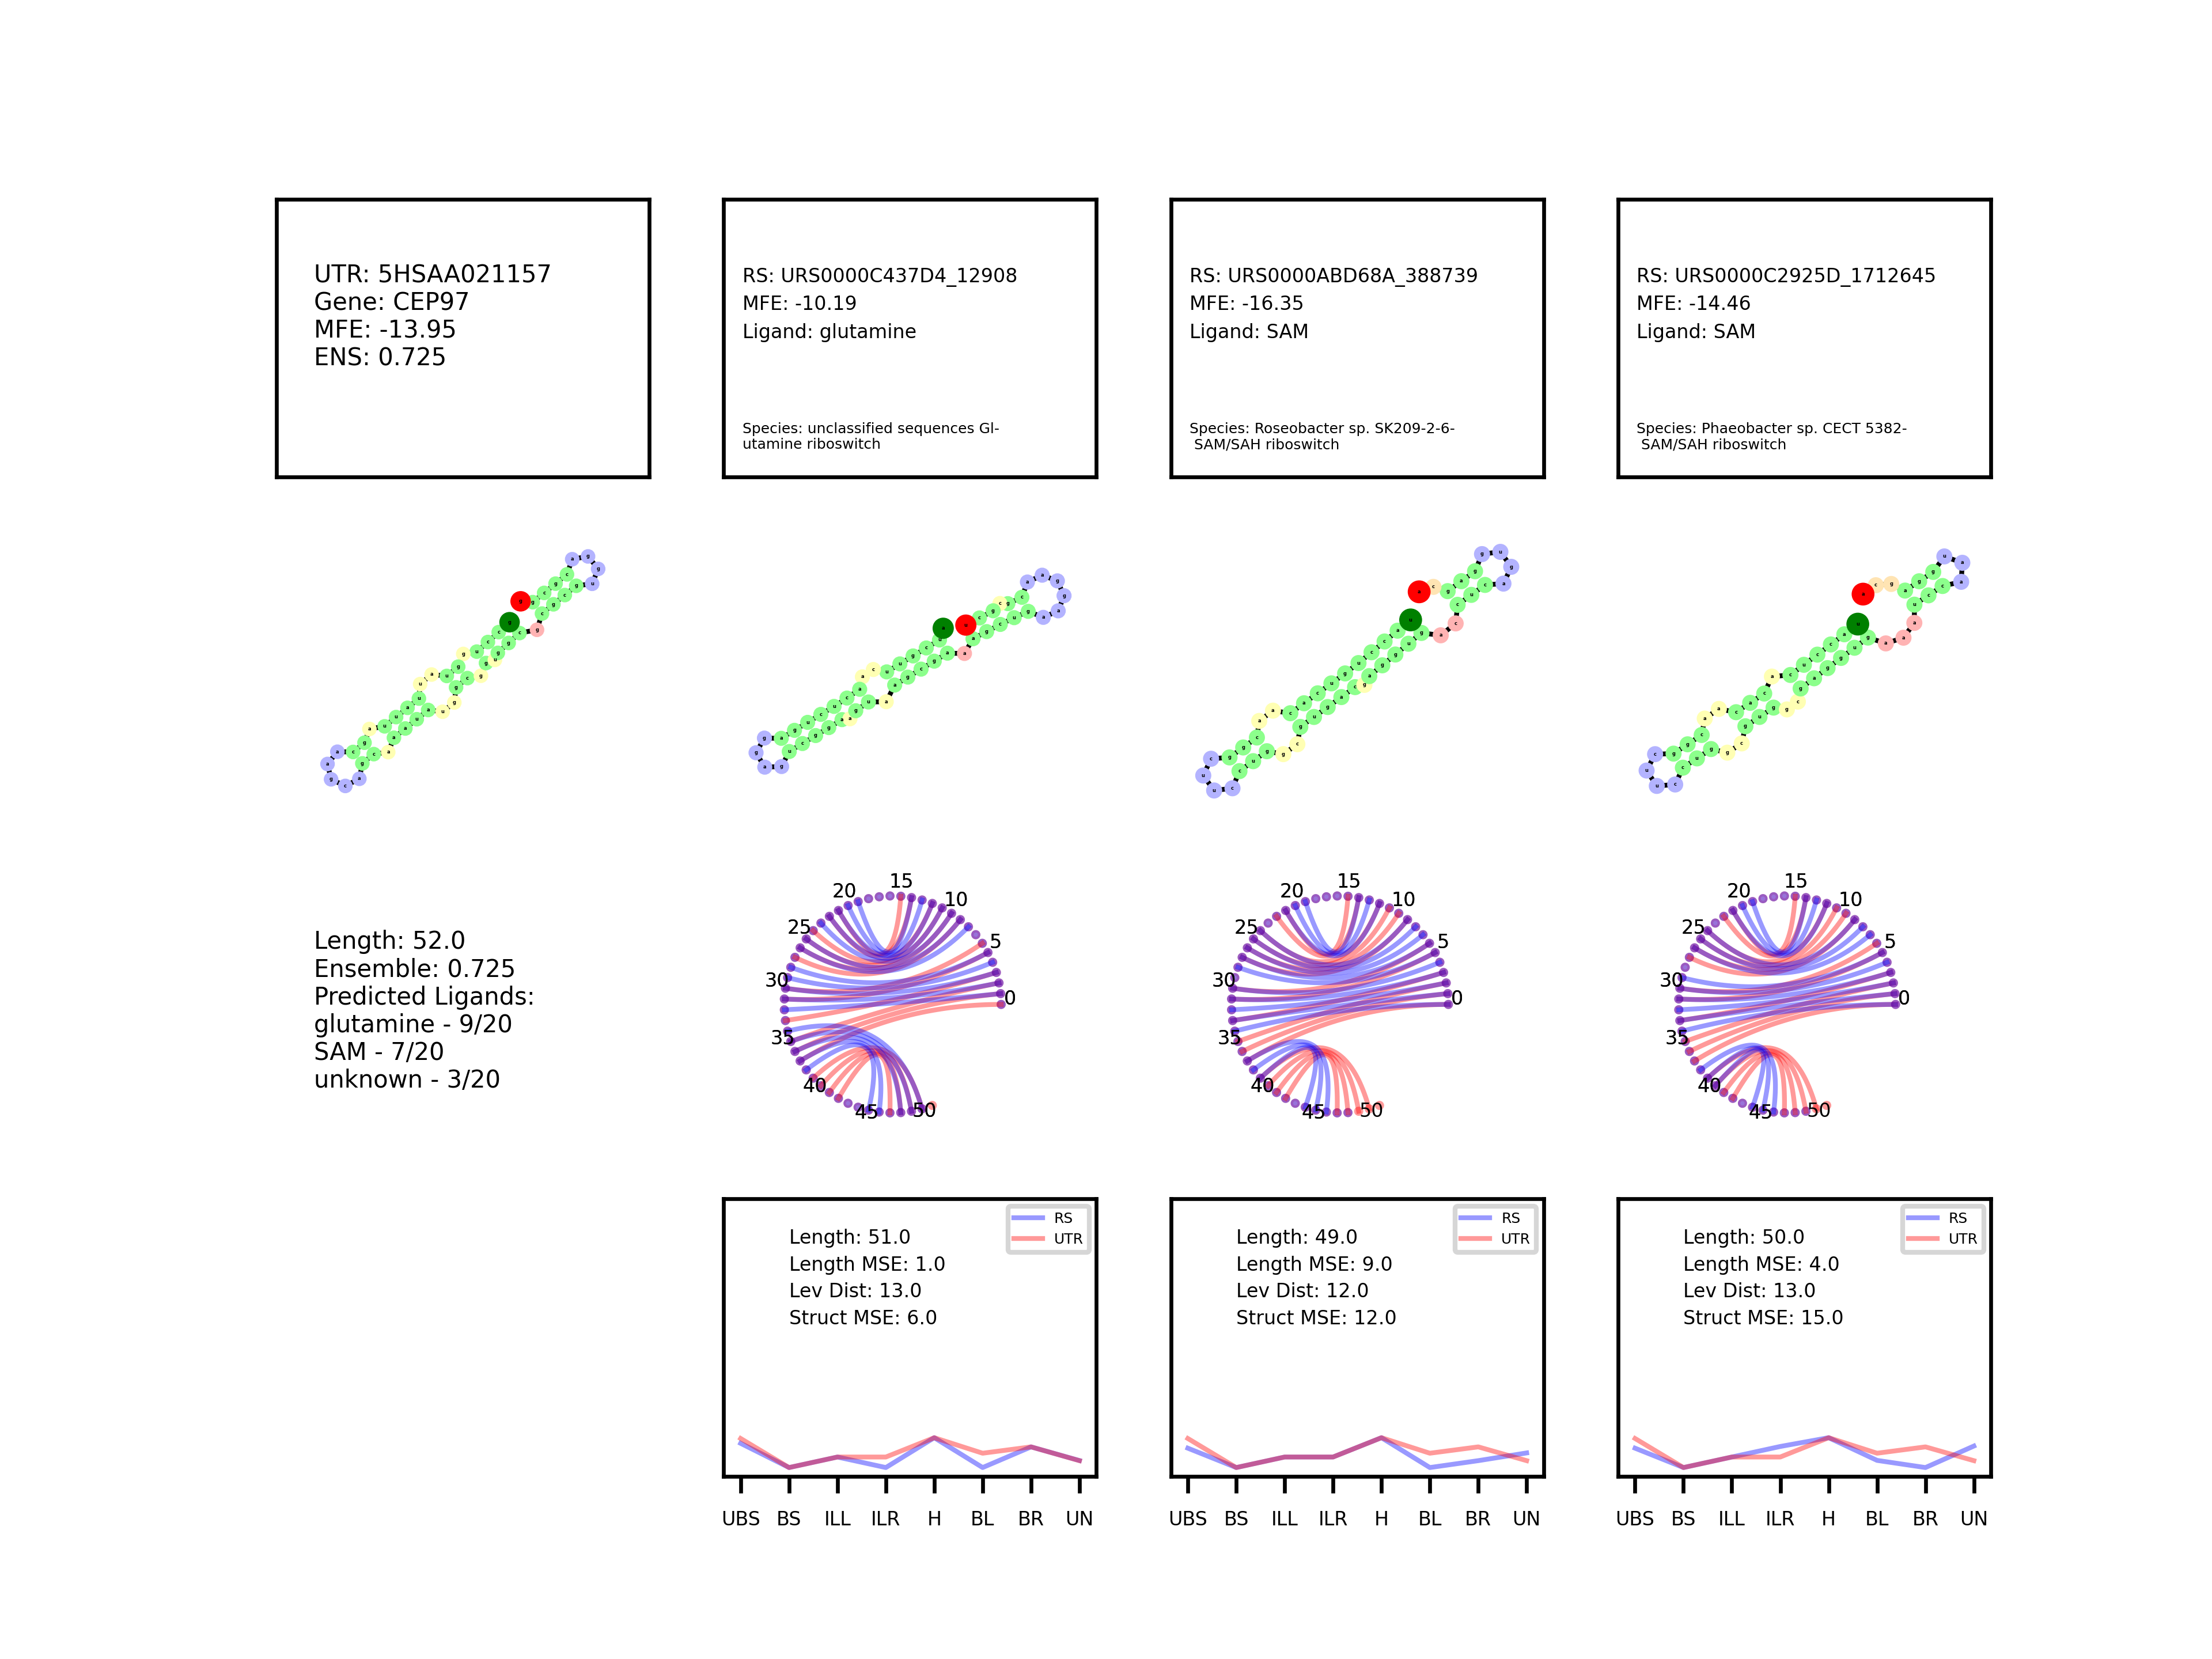 UTR: 5HSAA021157
Gene: CEP97
MFE: -13.95
ENS: 0.725
RS: URS0000C437D4_12908
MFE: -10.19
Ligand: glutamine
Species: unclassified sequences Gl-
utamine riboswitch
RS: URS0000ABD68A_388739
MFE: -16.35
Ligand: SAM
Species: Roseobacter sp. SK209-2-6-
SAM/SAH riboswitch
RS: URS0000C2925D_1712645
MFE: -14.46
Ligand: SAM
Species: Phaeobacter sp. CECT 5382-
SAM/SAH riboswitch
Length: 52.0
Ensemble: 0.725
Predicted Ligands:
glutamine - 9/20
SAM - 7/20
unknown - 3/20
0
5
10
15
20
25
30
35
40
45
50
0
5
10
15
20
25
30
35
40
45
50
0
5
10
15
20
25
30
35
40
45
50
RS
UTR
Length: 51.0
Length MSE: 1.0
Lev Dist: 13.0
Struct MSE: 6.0
UBS BS ILL ILR H BL BR UN
RS
UTR
Length: 49.0
Length MSE: 9.0
Lev Dist: 12.0
Struct MSE: 12.0
UBS BS ILL ILR H BL BR UN
RS
UTR
Length: 50.0
Length MSE: 4.0
Lev Dist: 13.0
Struct MSE: 15.0
UBS BS ILL ILR H BL BR UN